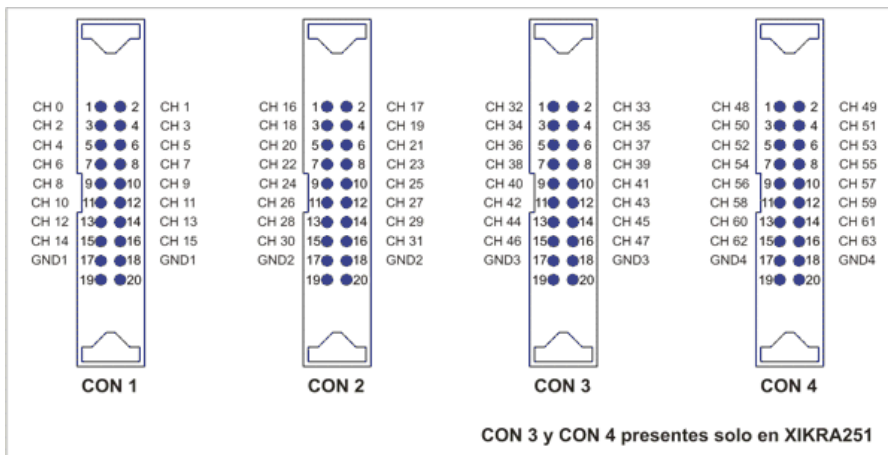 CH 0 1 2 CH 1 CH 16 1 2 CH 17 CH 32 1 2 CH 33 CH 48 1 2 CH 49
CH 2 3 4 CH 3 CH 18 3 4 CH 19 CH 34 3 4 CH 35 CH 50 3 4 CH 51
CH 4 5 6 CH 5 CH 20 5 6 CH 21 CH 36 5 6 CH 37 CH 52 5 6 CH 53
CH 6 7 8 CH 7 CH 22 7 8 CH 23 CH 38 7 8 CH 39 CH 54 7 8 CH 55
CH 8 9 10 CH 9 CH 24 9 10 CH 25 CH 40 9 10 CH 41 CH 56 9 10 CH 57
CH 10 11 12 CH 11 CH 26 11 12 CH 27 CH 42 11 12 CH 43 CH 58 11 12 CH 59
CH 12 13 14 CH 13 CH 28 13 14 CH 29 CH 44 13 14 CH 45 CH 60 13 14 CH 61
CH 14 15 16 CH 15 CH 30 15 16 CH 31 CH 46 15 16 CH 47 CH 62 15 16 CH 63
GND1 17 18 GND1 GND2 17 18 GND2 GND3 17 18 GND3 GND4 17 18 GND4
19 20 19 20 19 20 19 20
CON 1 CON 2 CON 3 CON 4
CON 3 y CON 4 presentes solo en XIKRA251